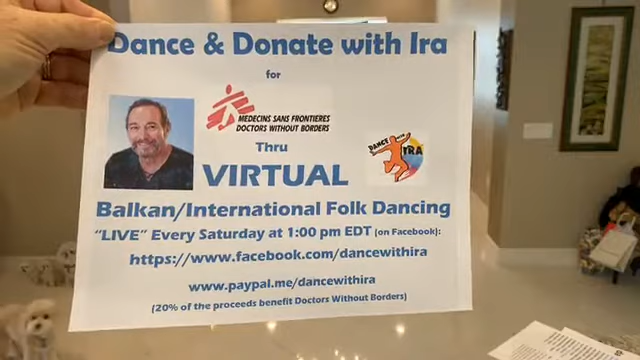 Dance & Donate with Ira
for
MEDECINS SANS FRONTIERES
DOCTORS WITHOUT BORDERS
Thru
DANCE WITH
IRA
VIRTUAL
Balkan/International Folk Dancing
"LIVE" Every Saturday at 1:00 pm EDT (on Facebook):
https://www.facebook.com/dancewithira
www.paypal.me/dancewithira
(20% of the proceeds benefit Doctors Without Borders)